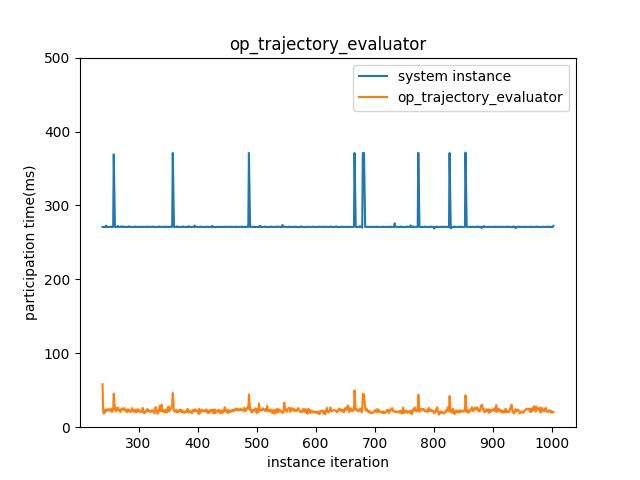 op_trajectory_evaluator
500
400
300
200
100
0
participation time(ms)
system instance
op_trajectory_evaluator
300 400 500 600 700 800 900 1000
instance iteration